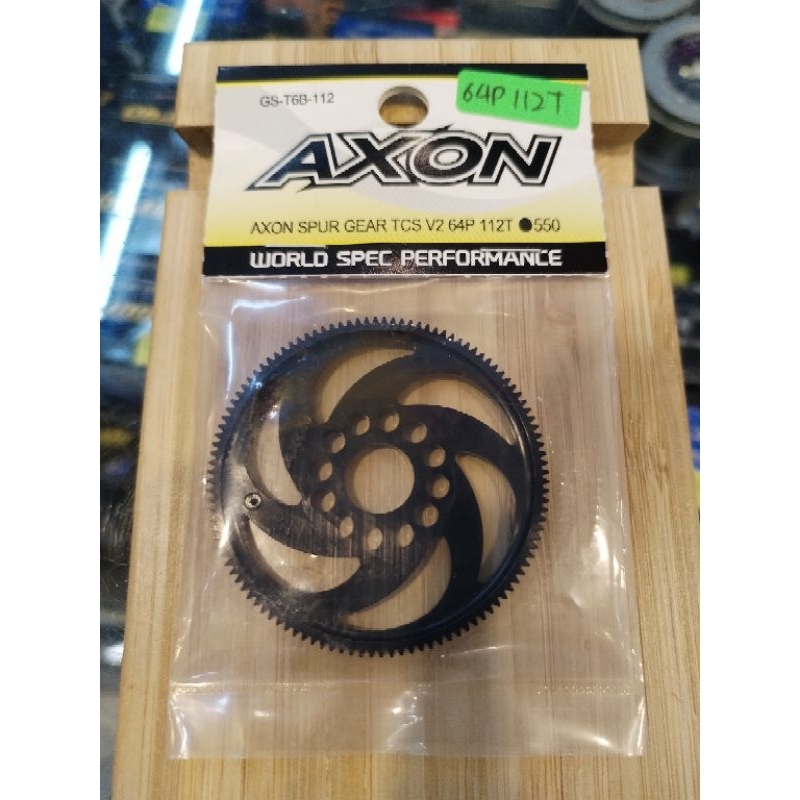 GS-T6B-112
64P 112T
AXON
AXON SPUR GEAR TCS V2 64P 112T ●550
WORLD SPEC PERFORMANCE